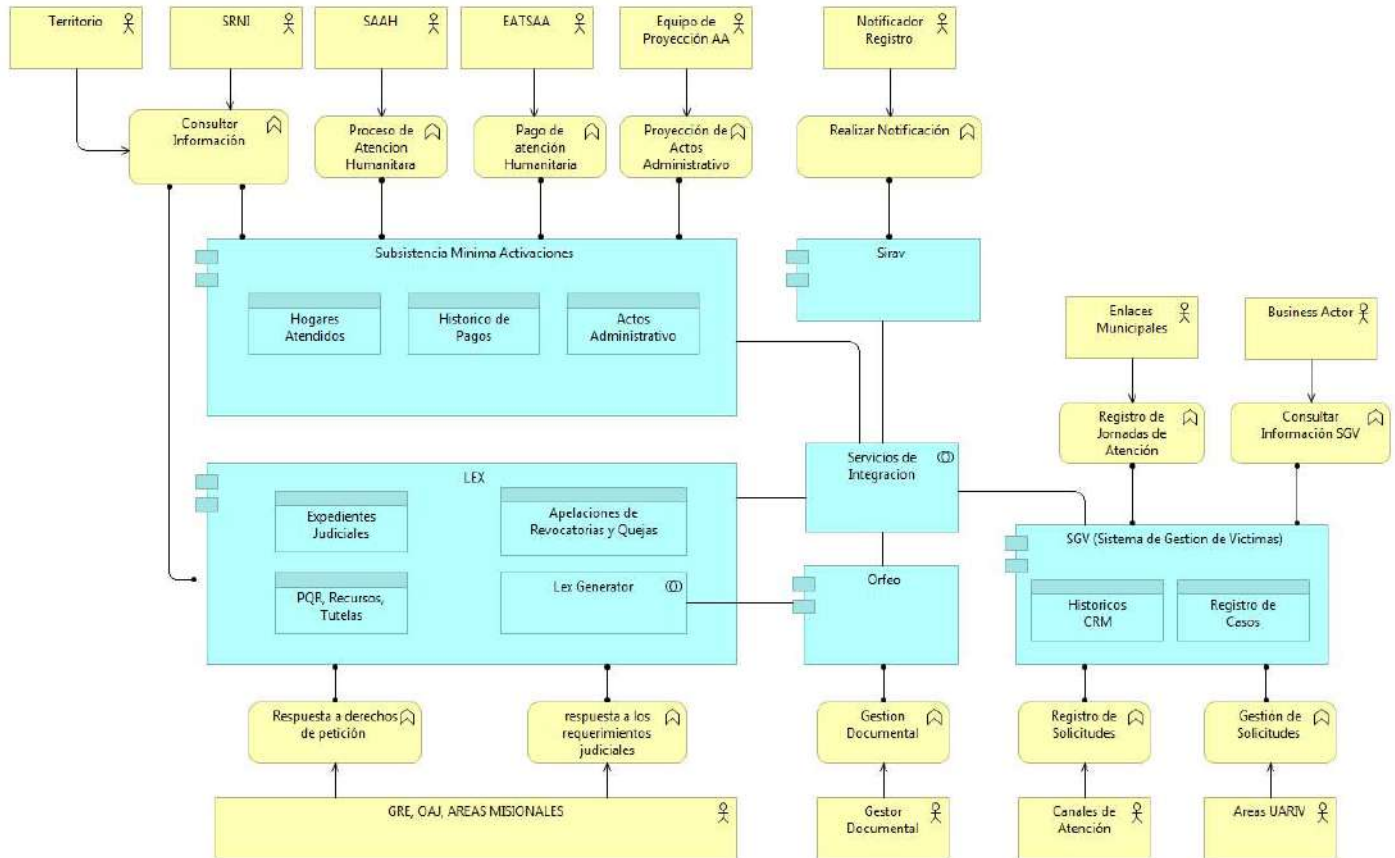 Territorio
SRNI
SAAH
EATSAA
Equipo de
Proyección AA
Notificador
Registro
Consultar
Información
Proceso de
Atencion
Humanitara
Pago de
atención
Humanitaria
Proyección de
Actos
Administrativo
Realizar Notificación
Subsistencia Minima Activaciones
Hogares
Atendidos
Historico de
Pagos
Actos
Administrativo
Sirav
Enlaces
Municipales
Business Actor
Registro de
Jornadas de
Atención
Consultar
Información SGV
Servicios de
Integracion
LEX
Expedientes
Judiciales
Apelaciones de
Revocatorias y Quejas
PQR, Recursos,
Tutelas
Lex Generator
Orfeo
SGV (Sistema de Gestion de Victimas)
Historicos
CRM
Registro de
Casos
Respuesta a derechos
de petición
respuesta a los
requerimientos
judiciales
Gestion
Documental
Registro de
Solicitudes
Gestión de
Solicitudes
GRE, OAJ, AREAS MISIONALES
Gestor
Documental
Canales de
Atención
Areas UARIV